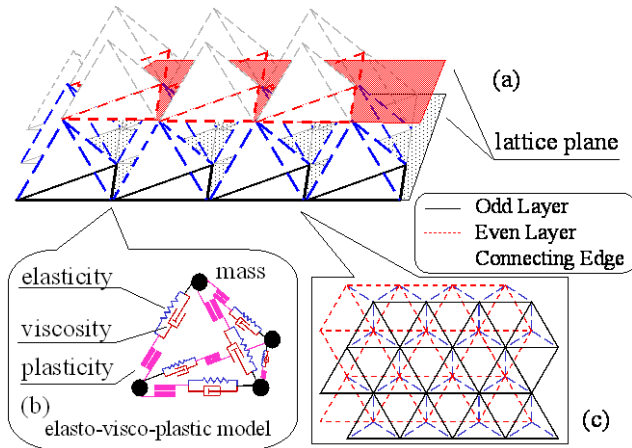 (a)
lattice plane
Odd Layer
Even Layer
Connecting Edge
elasticity
mass
viscosity
plasticity
(b)
elasto-visco-plastic model
(c)